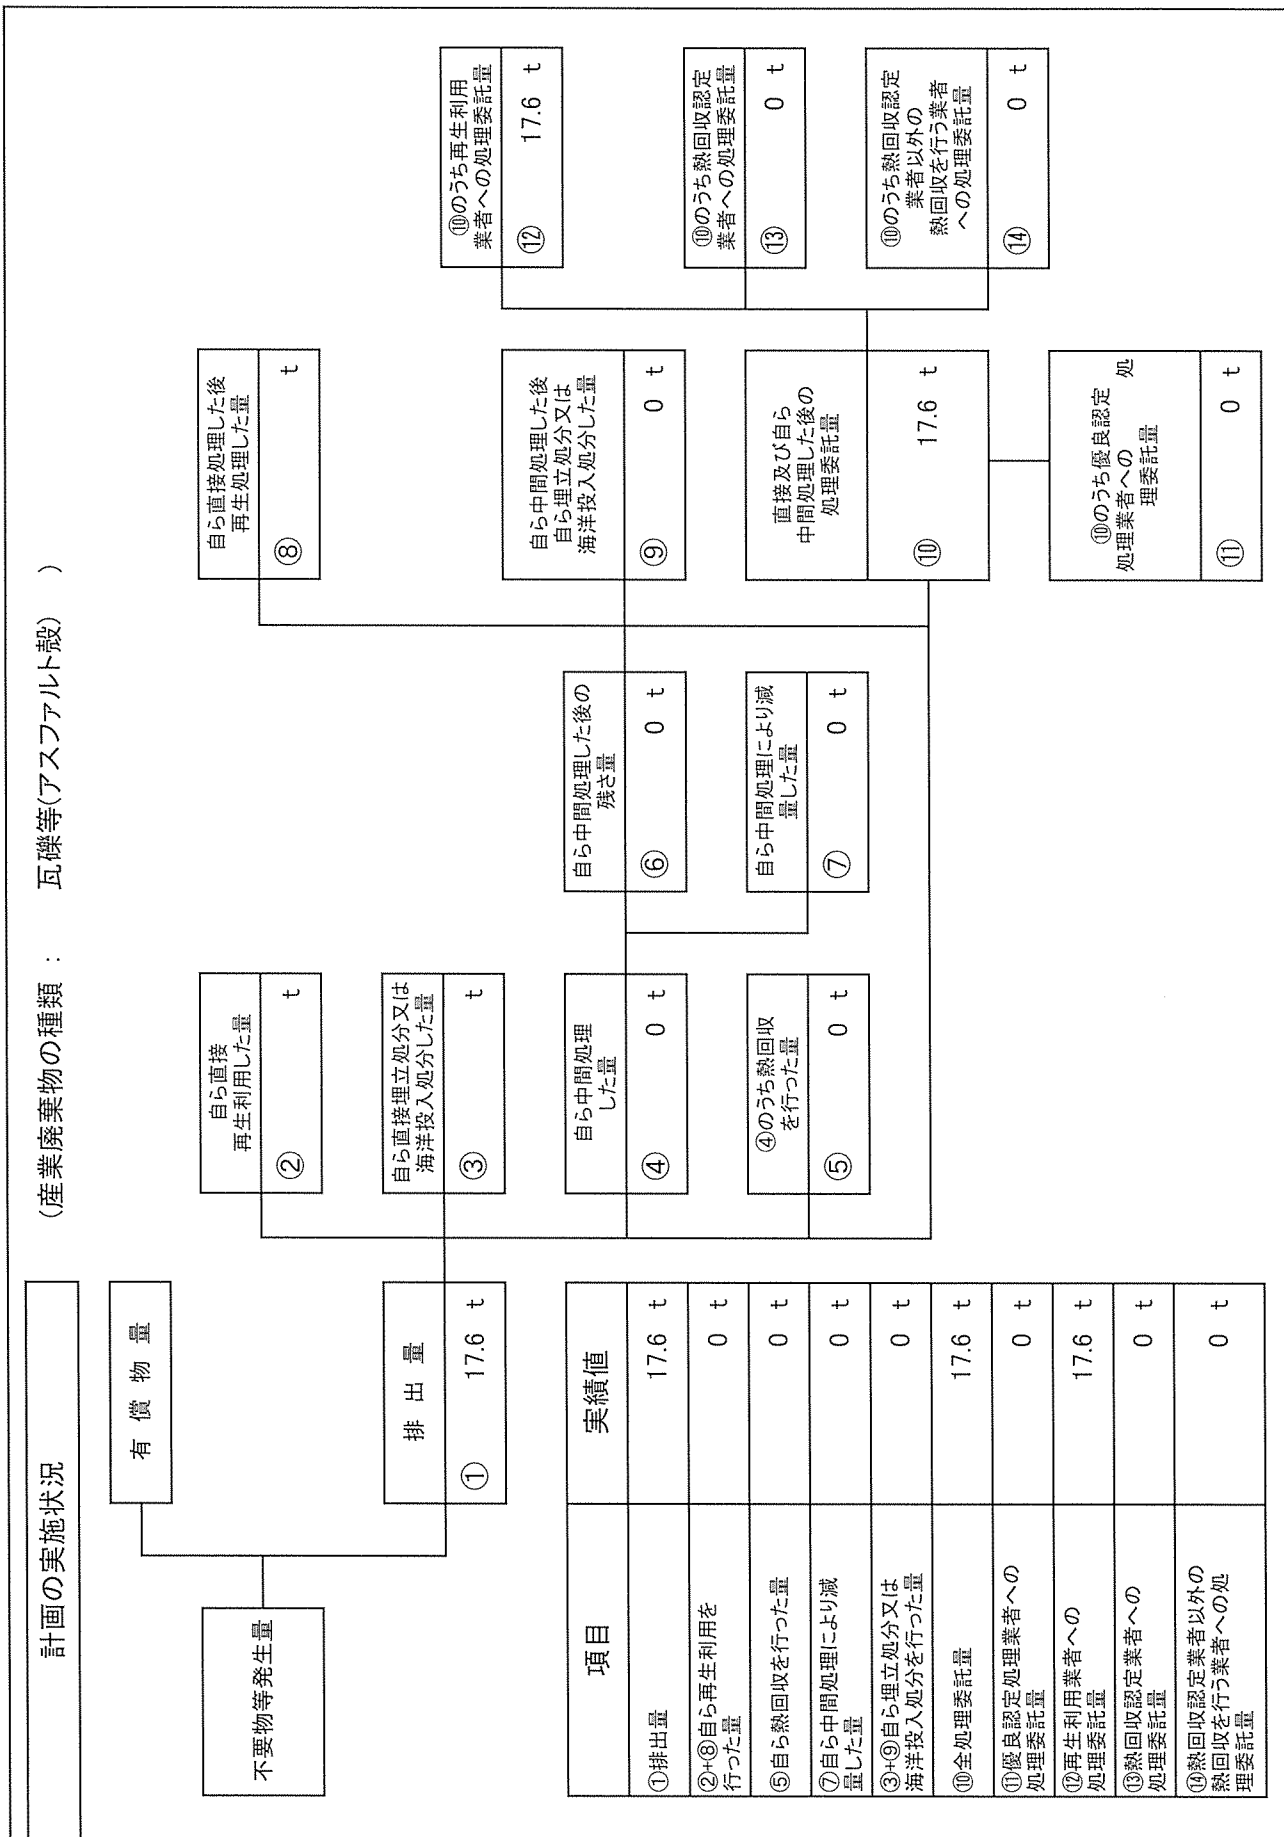 計画の実施状況
(産業廃棄物の種類 : 瓦礫等(アスファルト殻) )
不要物等発生量
有 償 物 量
排 出 量
① 17.6 t
自ら直接
再生利用した量
② t
自ら直接埋立処分又は
海洋投入処分した量
③ t
自ら中間処理
した量
④ 0 t
④のうち熱回収
を行った量
⑤ 0 t
自ら中間処理した後の
残さ量
⑥ 0 t
自ら中間処理により減
量した量
⑦ 0 t
自ら直接処理した後
再生処理した量
⑧ t
自ら中間処理した後
自ら埋立処分又は
海洋投入処分した量
⑨ 0 t
直接及び自ら
中間処理した後の
処理委託量
⑩ 17.6 t
⑩のうち優良認定 処
処理業者への
理委託量
⑪ 0 t
⑩のうち再生利用
業者への処理委託量
⑫ 17.6 t
⑩のうち熱回収認定
業者への処理委託量
⑬ 0 t
⑩のうち熱回収認定
業者以外の
熱回収を行う業者
への処理委託量
⑭ 0 t
項目 実績値
①排出量 17.6 t
②+⑧自ら再生利用を
行った量 0 t
⑤自ら熱回収を行った量 0 t
⑦自ら中間処理により減
量した量 0 t
③+⑨自ら埋立処分又は
海洋投入処分を行った量 0 t
⑩全処理委託量 17.6 t
⑪優良認定処理業者への
処理委託量 0 t
⑫再生利用業者への
処理委託量 17.6 t
⑬熱回収認定業者への
処理委託量 0 t
⑭熱回収認定業者以外の
熱回収を行う業者への処
理委託量 0 t